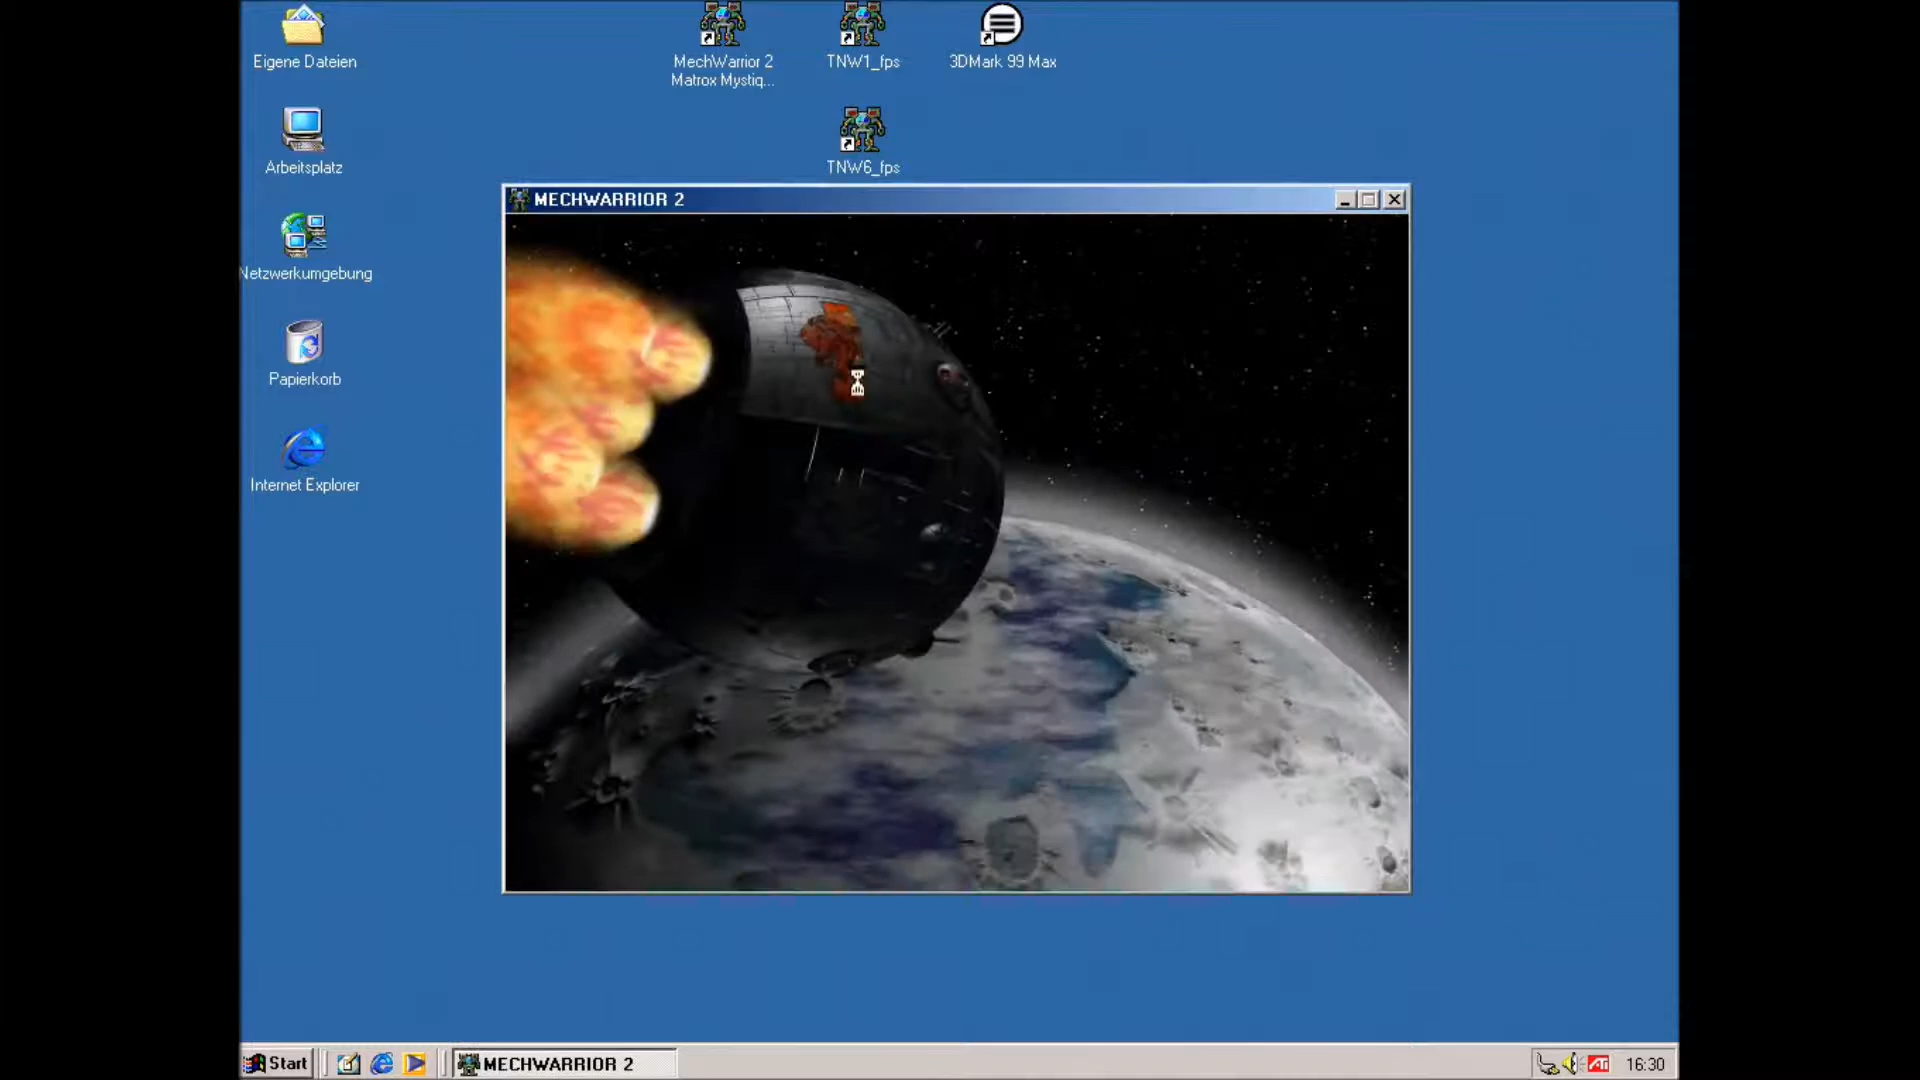 Eigene Dateien
MechWarrior 2
Matrox Mystiq...
TNW1_fps
3DMark 99 Max
Arbeitsplatz
TNW6_fps
MECHWARRIOR 2
Netzwerkumgebung
Papierkorb
Internet Explorer
Start
MECHWARRIOR 2
ATI
16:30